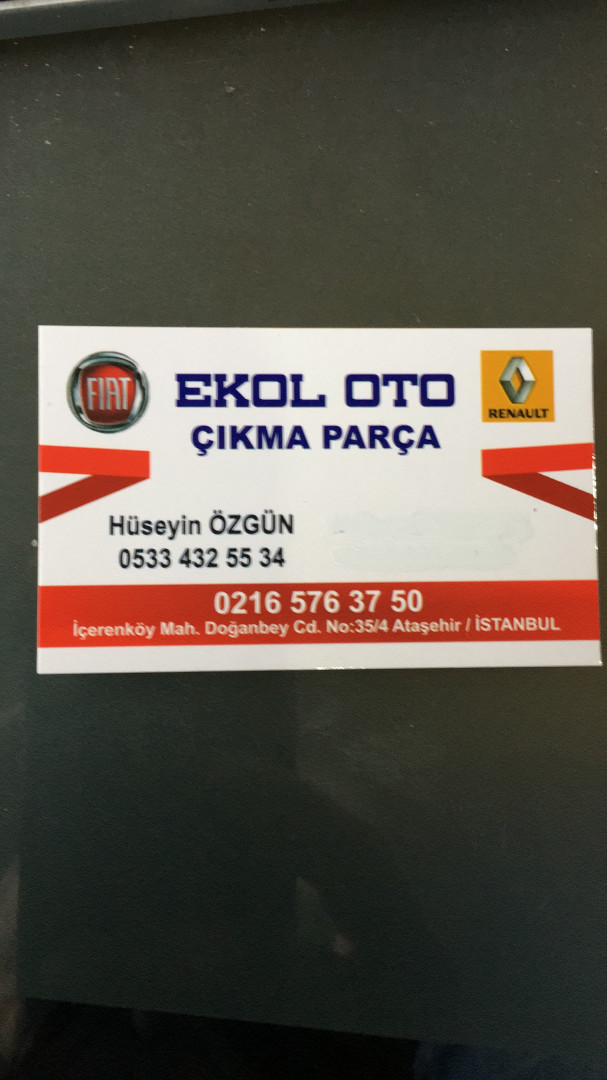 FIAT
EKOL OTO
RENAULT
ÇIKMA PARÇA
Hüseyin ÖZGÜN
0533 432 55 34
0216 576 37 50
İçerenköy Mah. Doğanbey Cd. No:35/4 Ataşehir / İSTANBUL